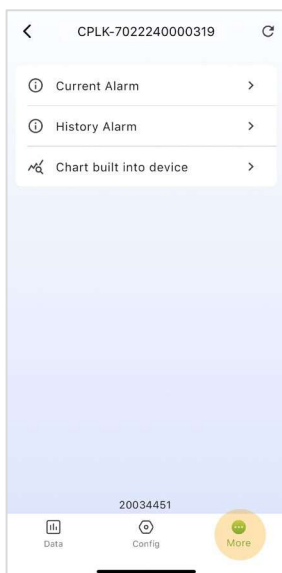 CPLK-7022240000319
Current Alarm
History Alarm
Chart built into device
20034451
Data Config More